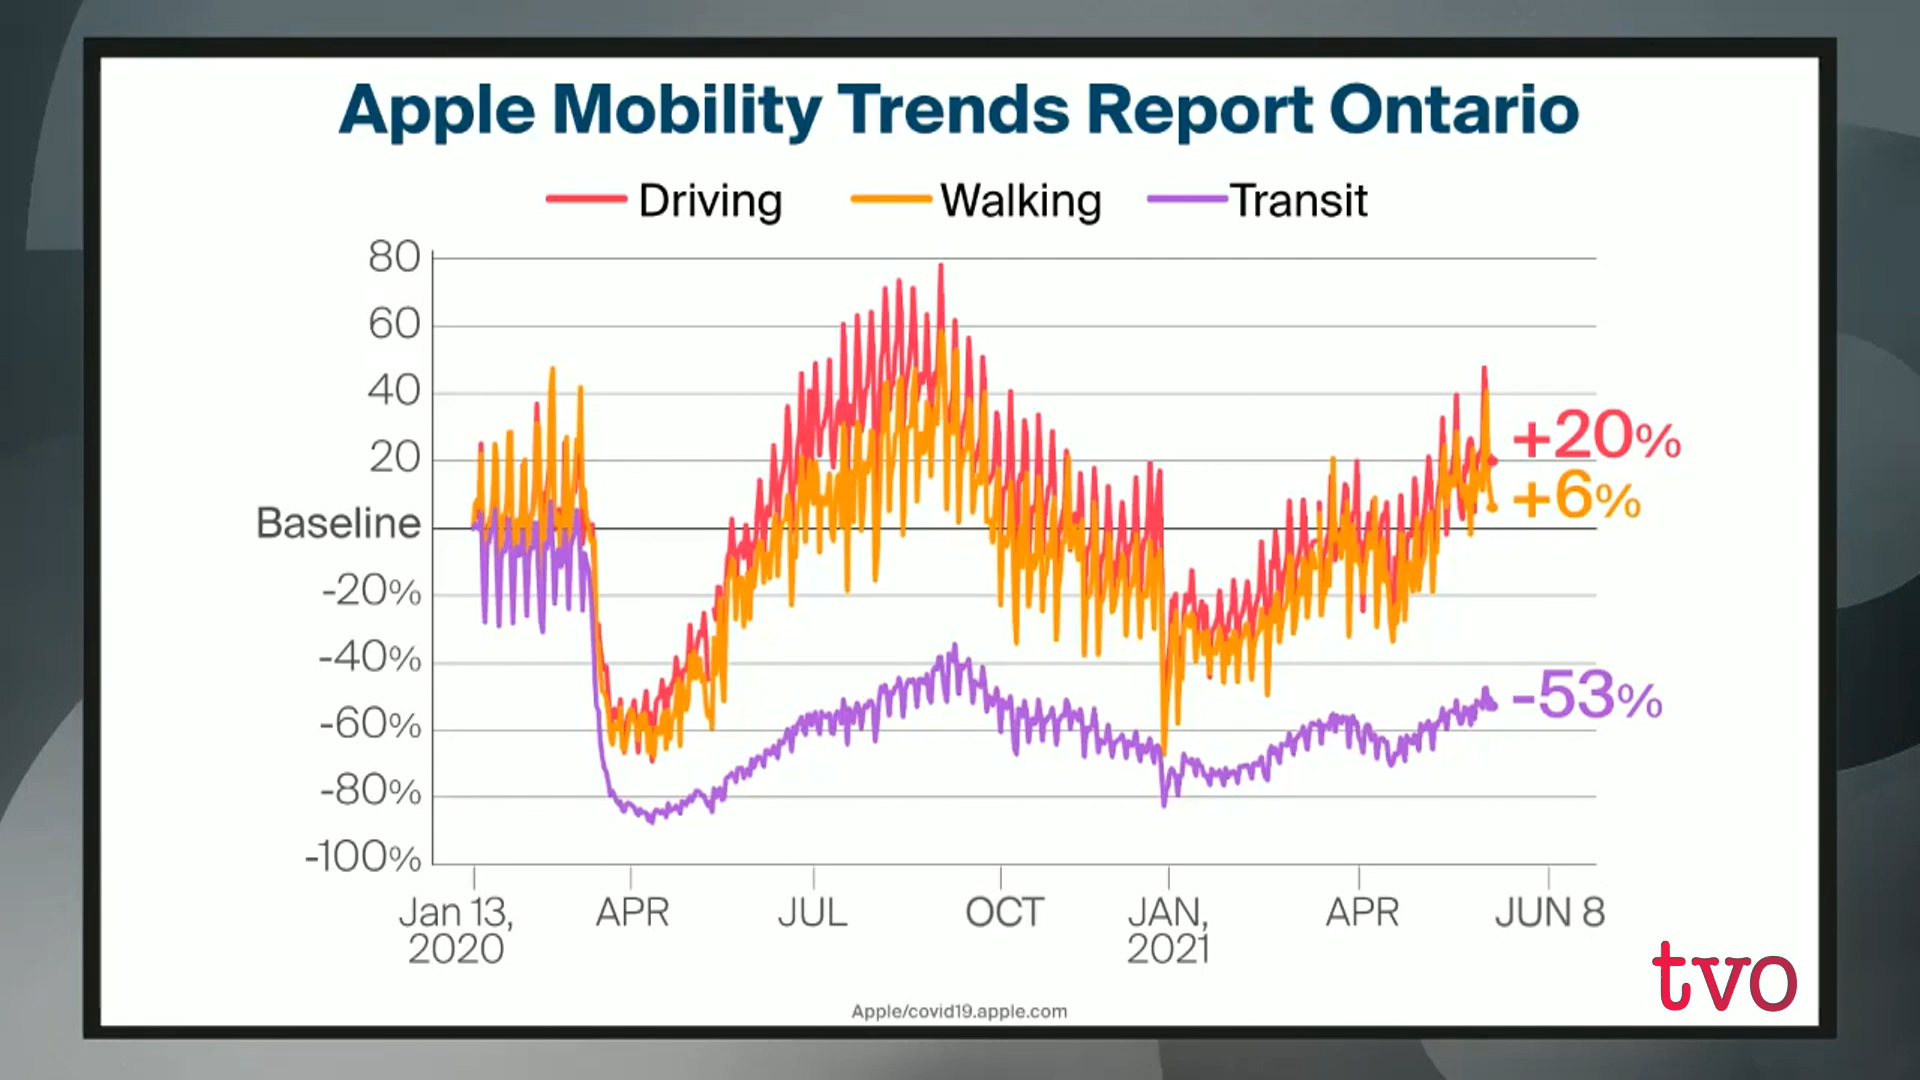 Apple Mobility Trends Report Ontario
Driving Walking Transit
80
60
40
20
Baseline
-20%
-40%
-60%
-80%
-100%
+20%
+6%
-53%
Jan 13, APR JUL OCT JAN, APR JUN 8
2020 2021
tvo
Apple/covid19.apple.com